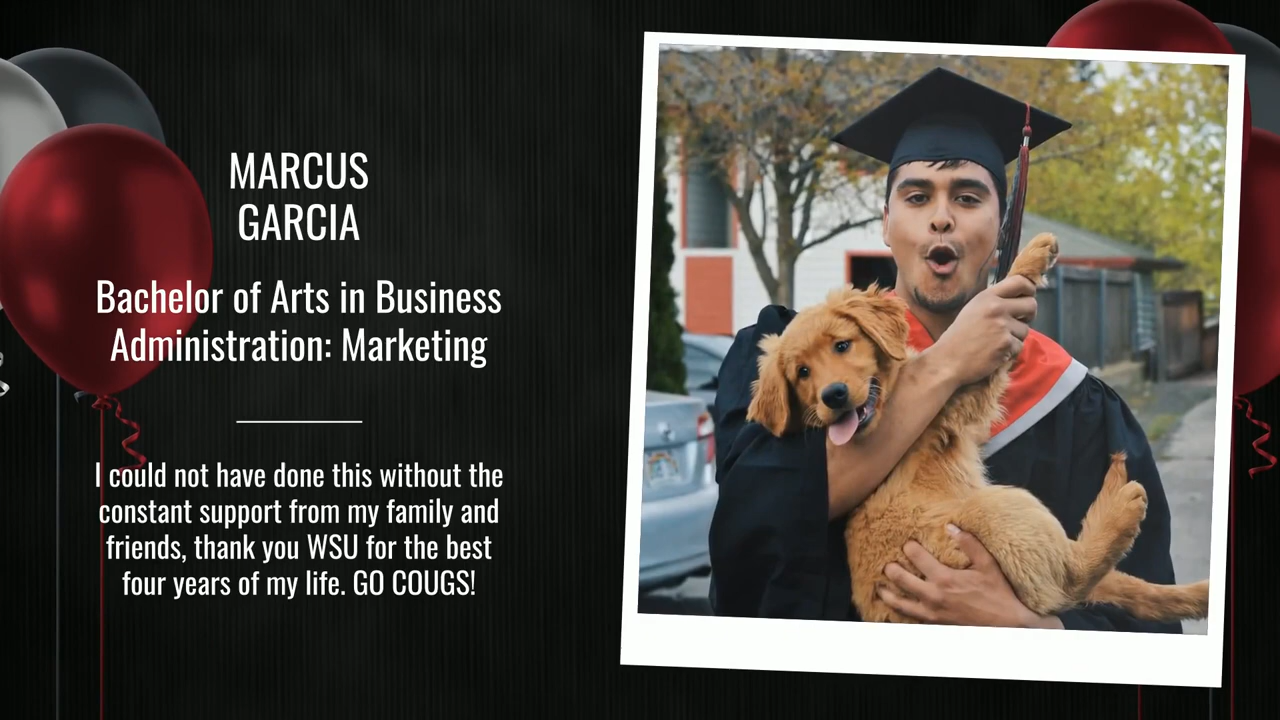 MARCUS
GARCIA
Bachelor of Arts in Business
Administration: Marketing
I could not have done this without the
constant support from my family and
friends, thank you WSU for the best
four years of my life. GO COUGS!